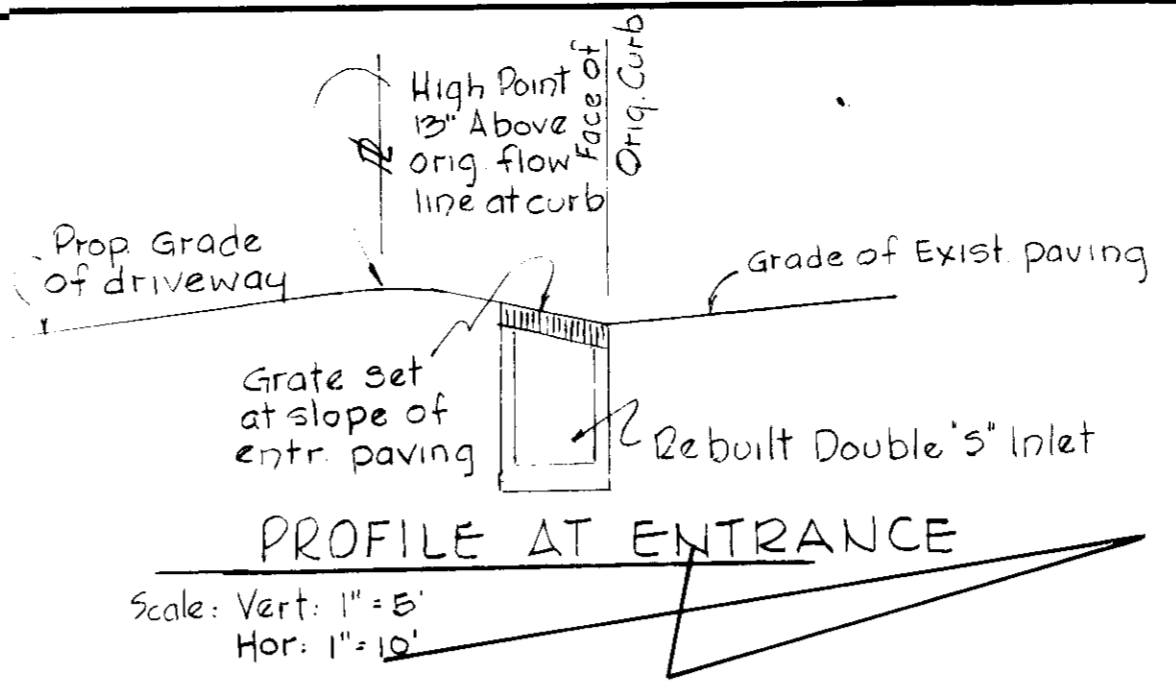 High Point
13" Above
orig. flow
line at curb
Face of
Orig. Curb
Prop. Grade
of driveway
Grade of Exist. paving
Grate set
at slope of
entr. paving
Rebuilt Double "S" Inlet
PROFILE AT ENTRANCE
Scale: Vert: 1" = 5'
Hor: 1" = 10'